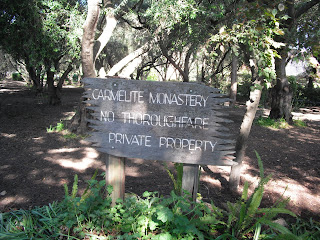 CARMELITE MONASTERY
NO THOROUGHFARE
PRIVATE PROPERTY